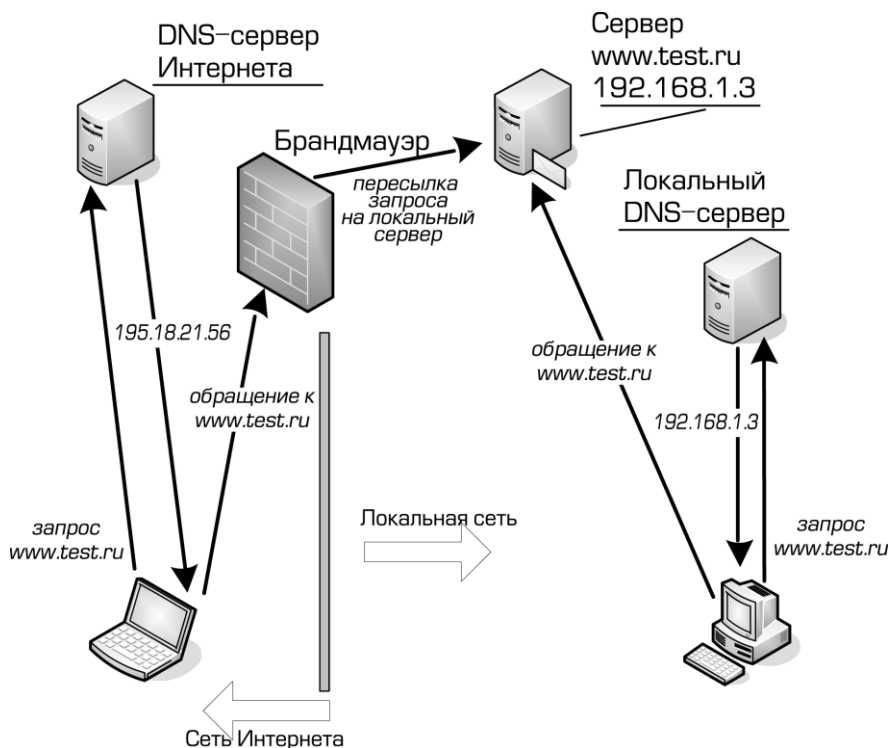 DNS-сервер
Интернета
Сервер
www.test.ru
192.168.1.3
Брандмауэр
пересылка
запроса
на локальный
сервер
Локальный
DNS-сервер
195.18.21.56
обращение к
www.test.ru
обращение к
www.test.ru
192.168.1.3
запрос
www.test.ru
Локальная сеть
запрос
www.test.ru
Сеть Интернета